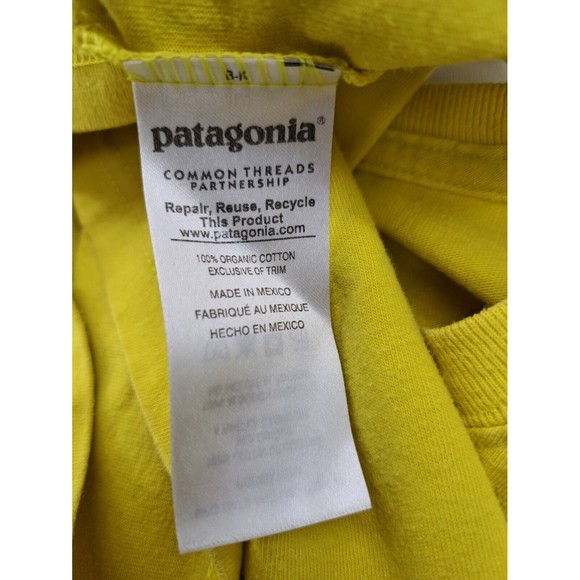 patagonia®
COMMON THREADS
PARTNERSHIP
Repair, Reuse, Recycle
This Product
www.patagonia.com
100% ORGANIC COTTON
EXCLUSIVE OF TRIM
MADE IN MEXICO
FABRIQUÉ AU MEXIQUE
HECHO EN MEXICO